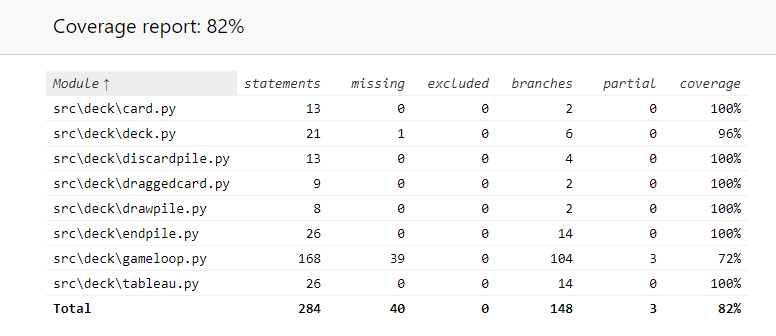 Coverage report: 82%
Module ↑ statements missing excluded branches partial coverage
src\deck\card.py 13 0 0 2 0 100%
src\deck\deck.py 21 1 0 6 0 96%
src\deck\discardpile.py 13 0 0 4 0 100%
src\deck\draggedcard.py 9 0 0 2 0 100%
src\deck\drawpile.py 8 0 0 2 0 100%
src\deck\endpile.py 26 0 0 14 0 100%
src\deck\gameloop.py 168 39 0 104 3 72%
src\deck\tableau.py 26 0 0 14 0 100%
Total 284 40 0 148 3 82%